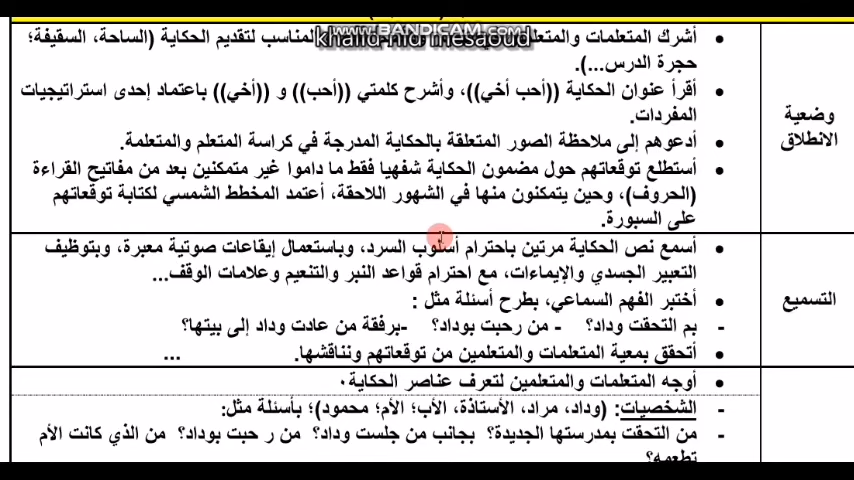 WWW.BANDICAM.COM
khalid nid mesaoud
أشرك المتعلمات والمتعلمين المناسب لتقديم الحكاية (الساحة، السقيفة؛
حجرة الدرس...).
أقرأ عنوان الحكاية ((أحب أخي))، وأشرح كلمتي ((أحب)) و ((أخي)) باعتماد إحدى استراتيجيات
المفردات.
وضعية
الانطلاق
أدعوهم إلى ملاحظة الصور المتعلقة بالحكاية المدرجة في كراسة المتعلم والمتعلمة.
أستطلع توقعاتهم حول مضمون الحكاية شفهيا فقط ما داموا غير متمكنين بعد من مفاتيح القراءة
(الحروف)، وحين يتمكنون منها في الشهور اللاحقة، أعتمد المخطط الشمسي لكتابة توقعاتهم
على السبورة.
أسمع نص الحكاية مرتين باحترام أسلوب السرد، وباستعمال إيقاعات صوتية معبرة، وبتوظيف
التعبير الجسدي والإيماءات، مع احترام قواعد النبر والتنغيم وعلامات الوقف...
التسميع
أختبر الفهم السماعي، بطرح أسئلة مثل :
- بم التحقت وداد؟ - من رحبت بوداد؟ -برفقة من عادت وداد إلى بيتها؟
أتحقق بمعية المتعلمات والمتعلمين من توقعاتهم ونناقشها. ...
أوجه المتعلمات والمتعلمين لتعرف عناصر الحكاية.
- الشخصيات: (وداد، مراد، الأستاذة، الأب؛ الأم؛ محمود)؛ بأسئلة مثل:
- من التحقت بمدرستها الجديدة؟ بجانب من جلست وداد؟ من ر حبت بوداد؟ من الذي كانت الأم
تطعمه؟